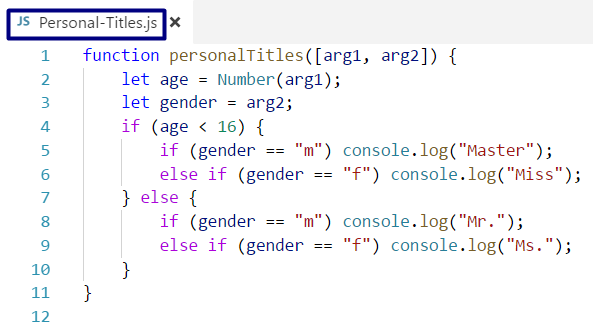 JS Personal-Titles.js ×
1 function personalTitles([arg1, arg2]) {
2     let age = Number(arg1);
3     let gender = arg2;
4     if (age < 16) {
5         if (gender == "m") console.log("Master");
6         else if (gender == "f") console.log("Miss");
7     } else {
8         if (gender == "m") console.log("Mr.");
9         else if (gender == "f") console.log("Ms.");
10     }
11 }
12